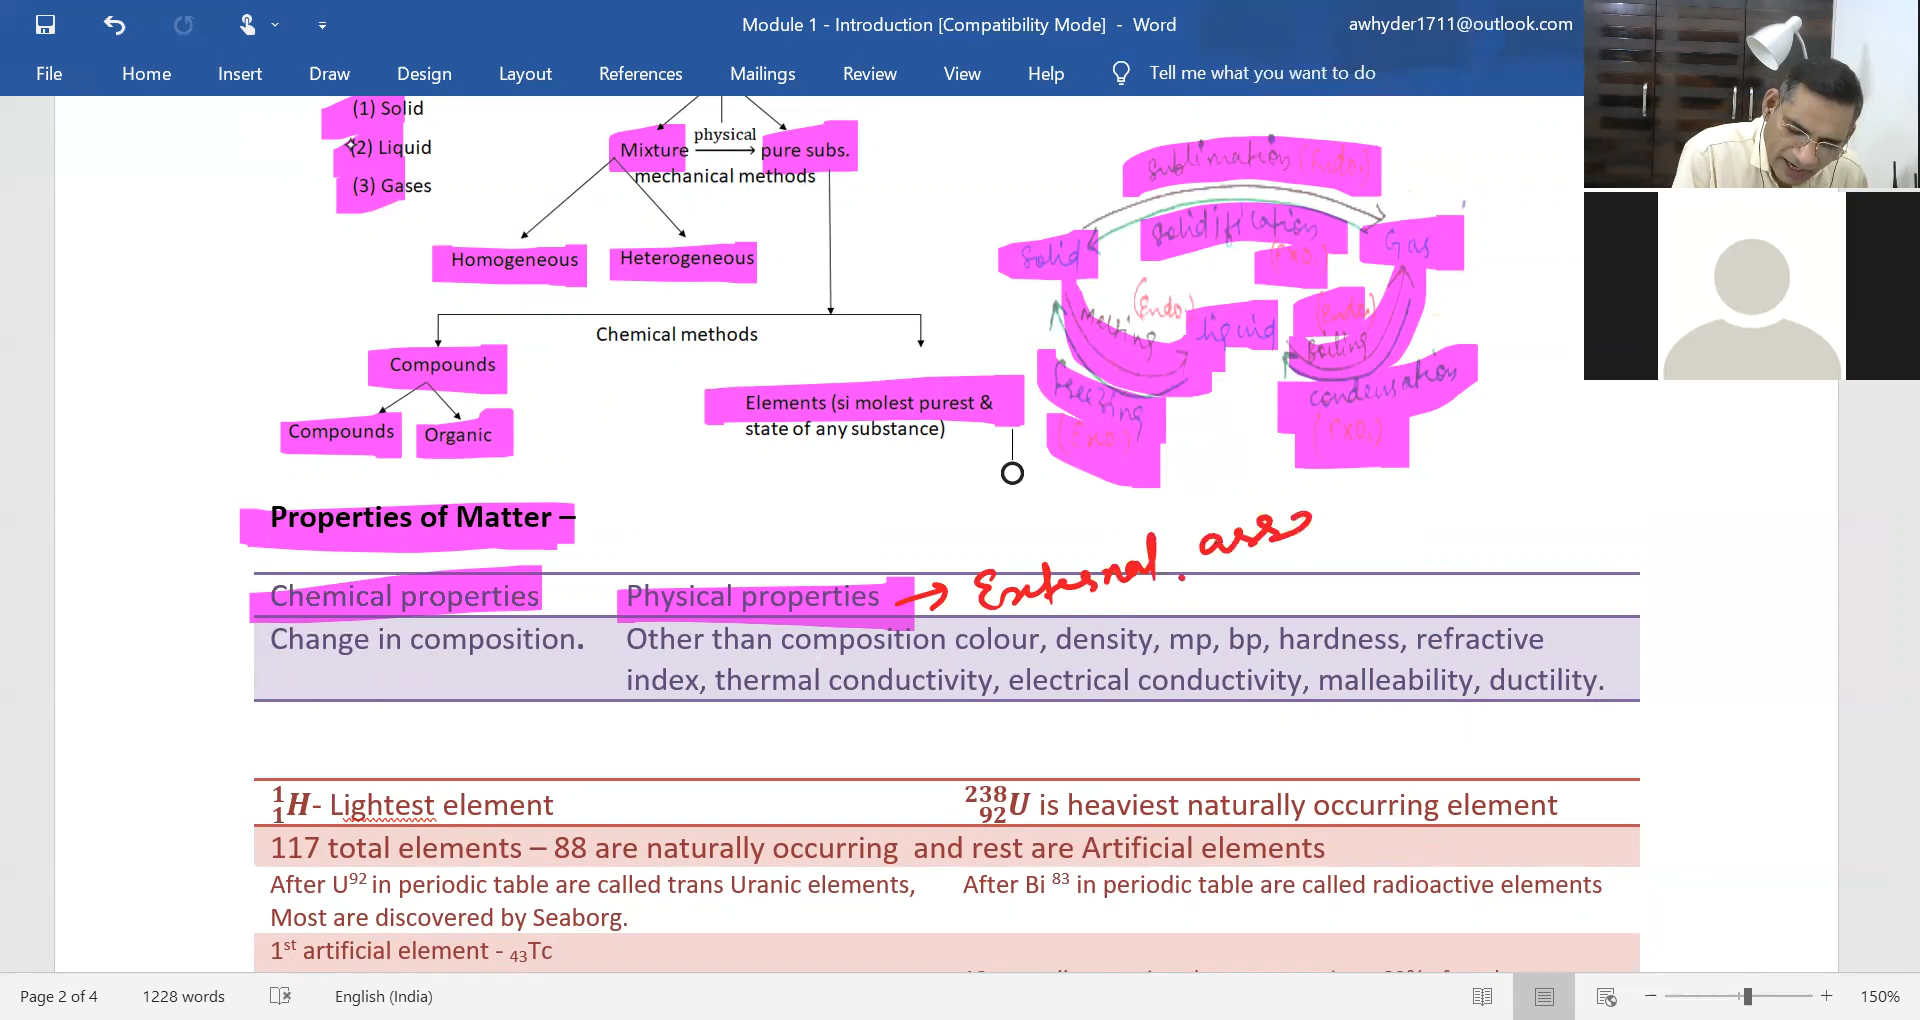 Module 1 - Introduction [Compatibility Mode] - Word
awhyder1711@outlook.com
File Home Insert Draw Design Layout References Mailings Review View Help Tell me what you want to do
(1) Solid
(2) Liquid
(3) Gases
physical
Mixture pure subs.
mechanical methods
Homogeneous Heterogeneous
Chemical methods
Compounds
Compounds Organic
Elements (si molest purest &
state of any substance)
Sublimation (Endo.)
Solidification
(Exo.)
Solid Gas
(Endo.) (Endo.)
Melting liquid Boiling
freezing condensation
(Exo.) (Exo.)
Properties of Matter –
External. ass
Chemical properties Physical properties
Change in composition. Other than composition colour, density, mp, bp, hardness, refractive
index, thermal conductivity, electrical conductivity, malleability, ductility.
¹₁H- Lightest element ²³⁸₉₂U is heaviest naturally occurring element
117 total elements – 88 are naturally occurring and rest are Artificial elements
After U⁹² in periodic table are called trans Uranic elements, After Bi ⁸³ in periodic table are called radioactive elements
Most are discovered by Seaborg.
1ˢᵗ artificial element - ₄₃Tc
Page 2 of 4 1228 words English (India) 150%